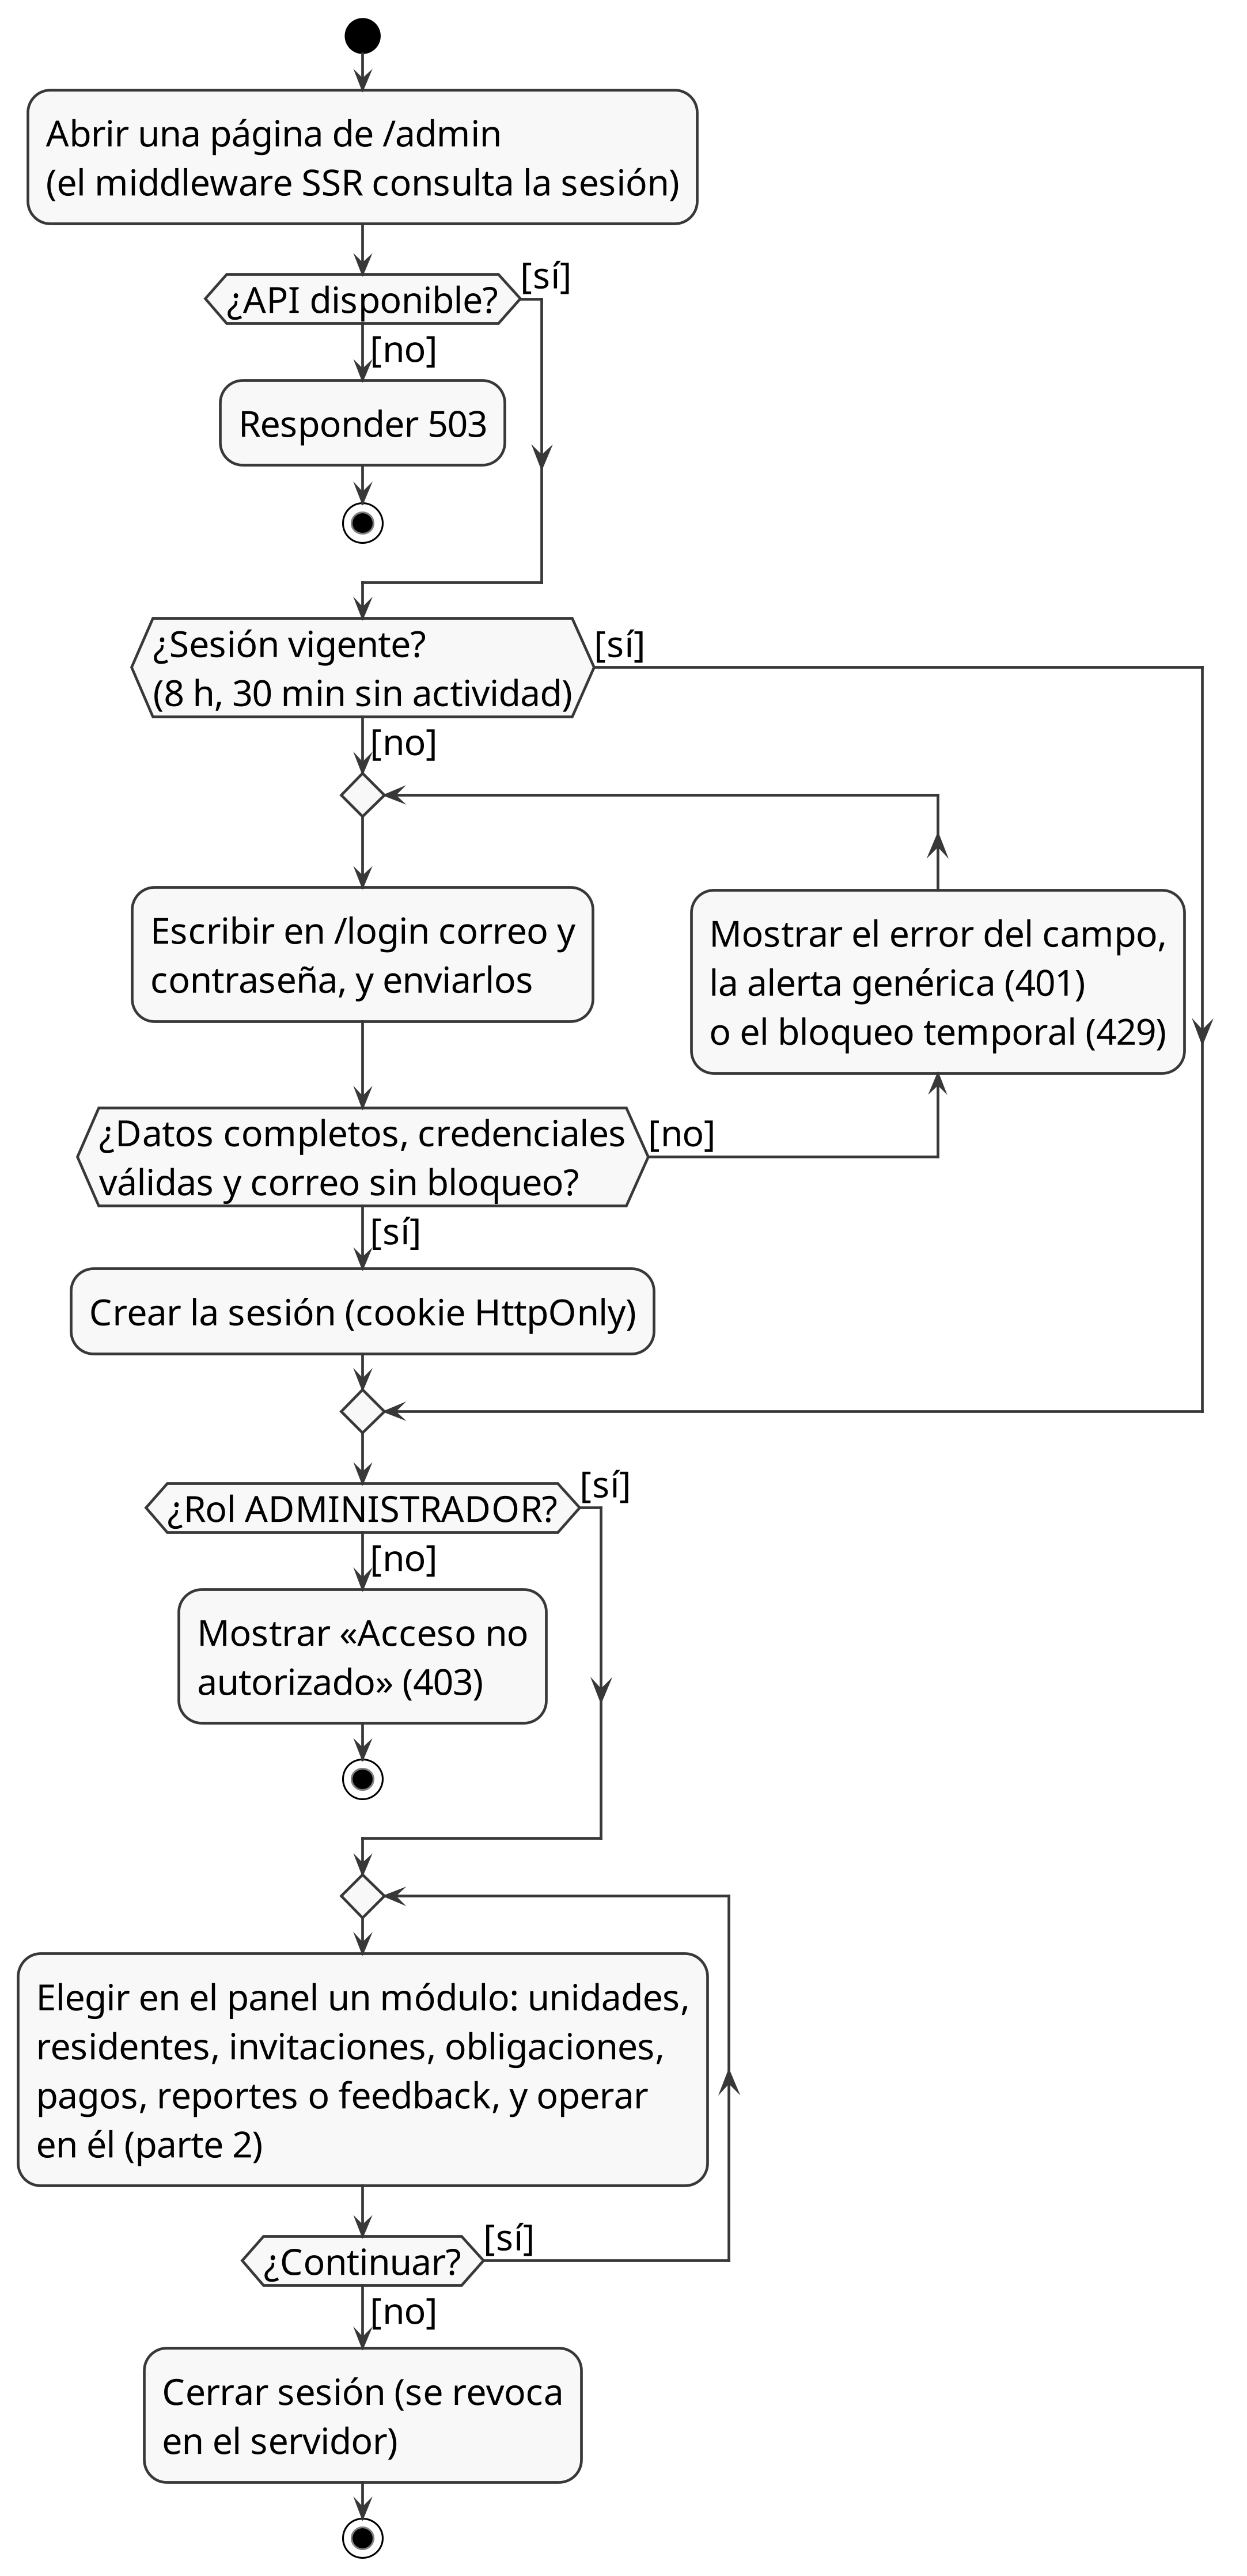 Abrir una página de /admin
(el middleware SSR consulta la sesión)
¿API disponible?
[sí]
[no]
Responder 503
¿Sesión vigente?
(8 h, 30 min sin actividad)
[sí]
[no]
Escribir en /login correo y
contraseña, y enviarlos
Mostrar el error del campo,
la alerta genérica (401)
o el bloqueo temporal (429)
¿Datos completos, credenciales
válidas y correo sin bloqueo?
[no]
[sí]
Crear la sesión (cookie HttpOnly)
¿Rol ADMINISTRADOR?
[sí]
[no]
Mostrar «Acceso no
autorizado» (403)
Elegir en el panel un módulo: unidades,
residentes, invitaciones, obligaciones,
pagos, reportes o feedback, y operar
en él (parte 2)
¿Continuar?
[sí]
[no]
Cerrar sesión (se revoca
en el servidor)